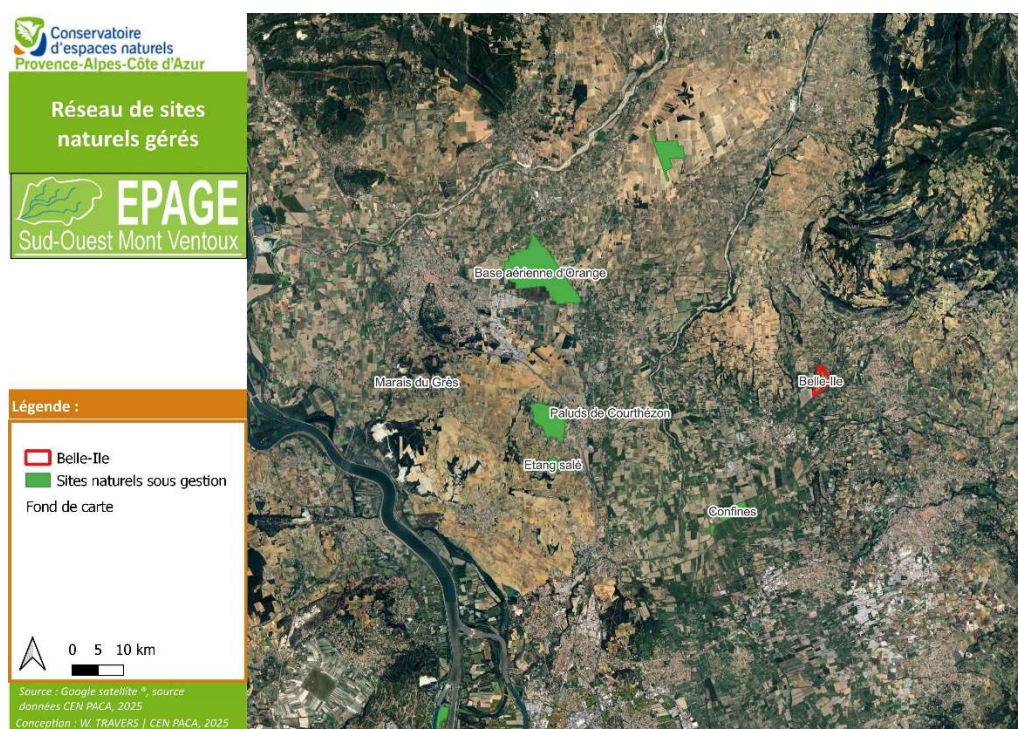 Conservatoire
d'espaces naturels
Provence-Alpes-Côte d'Azur
Réseau de sites
naturels gérés
EPAGE
Sud-Ouest Mont Ventoux
Légende :
Belle-Ile
Sites naturels sous gestion
Fond de carte
0 5 10 km
Source : Google satellite ®, source
données CEN PACA, 2025
Conception : W. TRAVERS | CEN PACA, 2025
Base aérienne d'Orange
Marais du Grès
Belle-Ile
Paluds de Courthézon
Etang salé
Confines